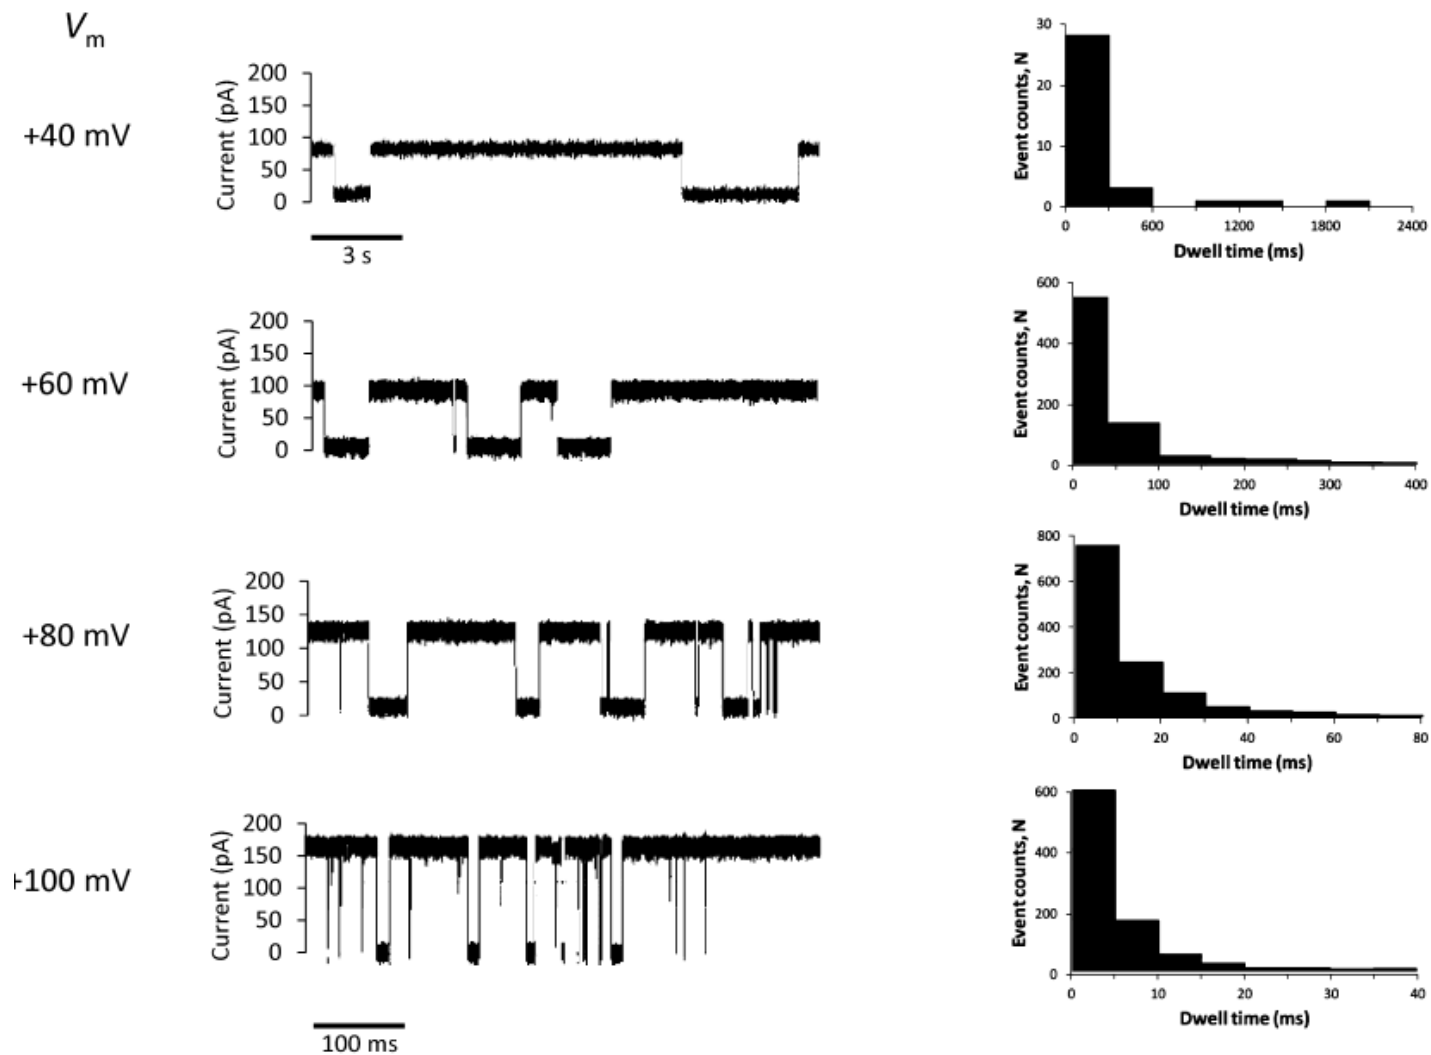 Vm
+40 mV
Current (pA)
200
150
100
50
0
3 s
Event counts, N
30
20
10
0
0 600 1200 1800 2400
Dwell time (ms)
+60 mV
Current (pA)
200
150
100
50
0
Event counts, N
600
400
200
0
0 100 200 300 400
Dwell time (ms)
+80 mV
Current (pA)
200
150
100
50
0
Event counts, N
800
600
400
200
0
0 20 40 60 80
Dwell time (ms)
+100 mV
Current (pA)
200
150
100
50
0
100 ms
Event counts, N
600
400
200
0
0 10 20 30 40
Dwell time (ms)